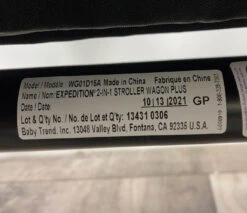 Model / Modèle WG01D15A Made in China Fabrique en Chine
Name / Nom: EXPEDITION® 2-IN-1 STROLLER WAGON PLUS
Date / Date 10|13|2021 GP
Lot & Q'ty No. / No de Lot et Q'ty: 13431 0306
Baby Trend, Inc. 13048 Valley Blvd, Fontana, CA 92335 U.S.A.